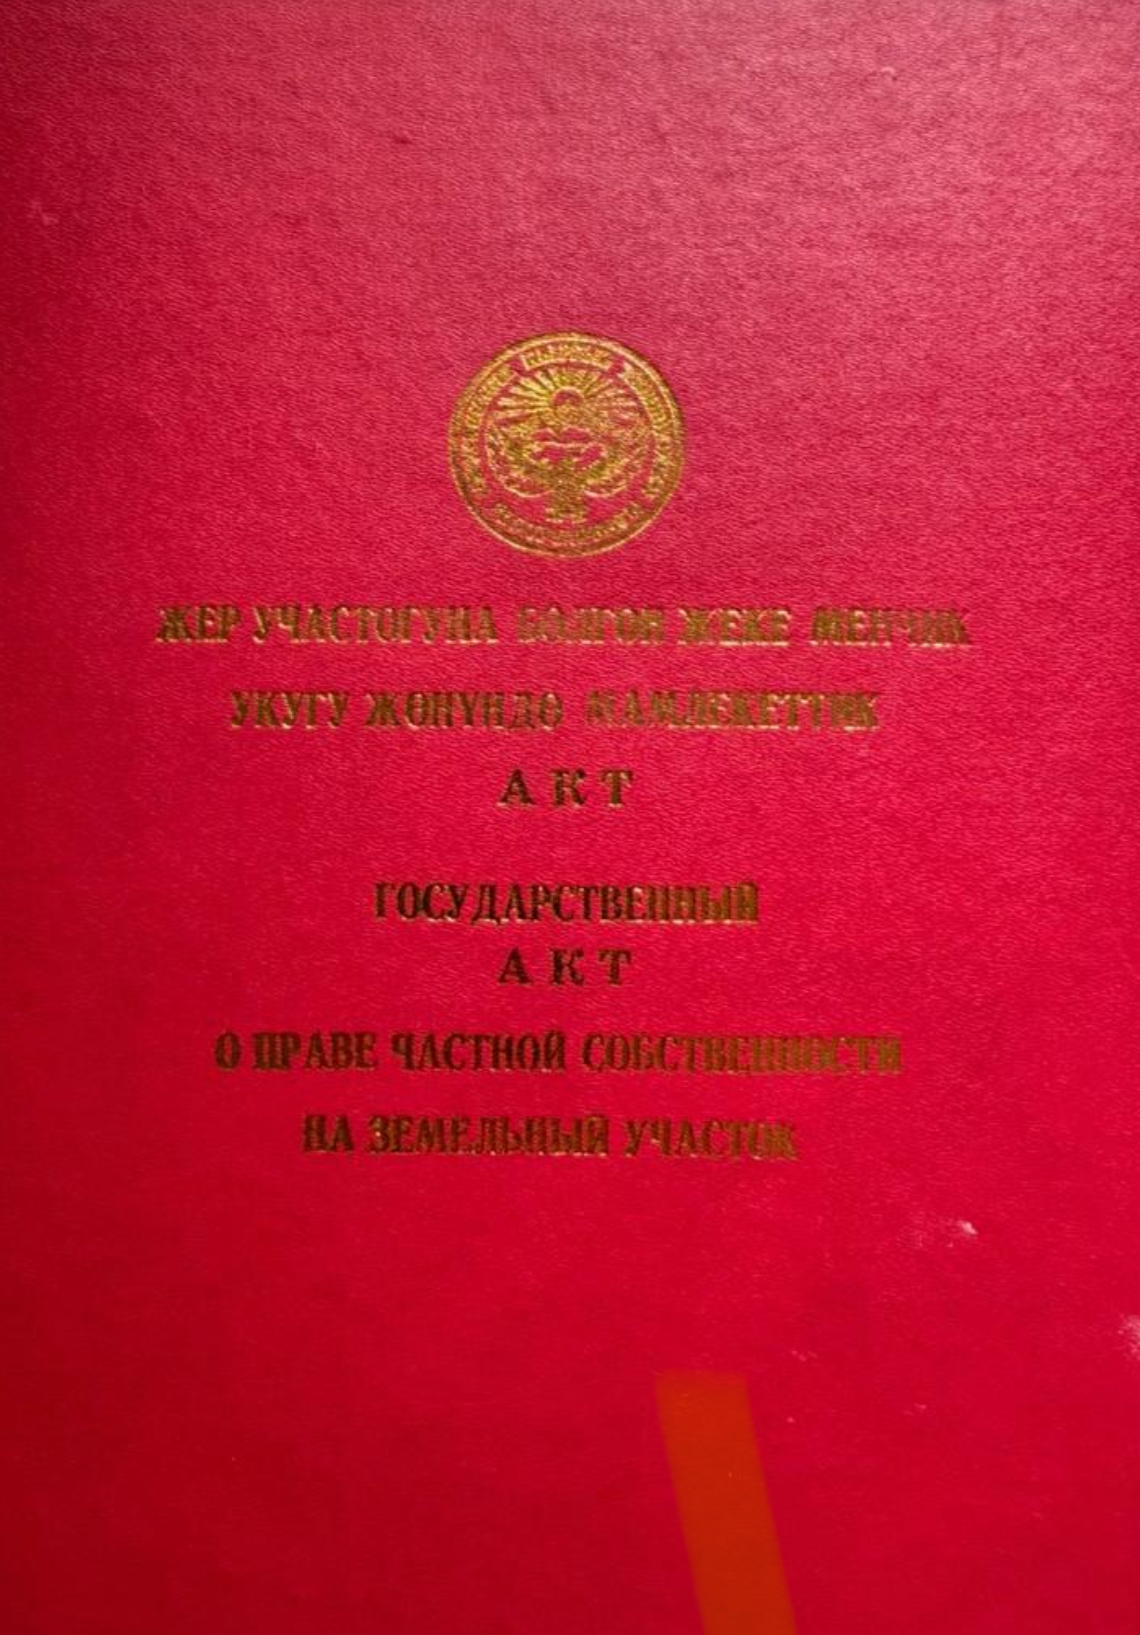 ЖЕР УЧАСТОГУНА БОЛГОН ЖЕКЕ МЕНЧИК
УКУГУ ЖӨНҮНДӨ МАМЛЕКЕТТИК
АКТ
ГОСУДАРСТВЕННЫЙ
АКТ
О ПРАВЕ ЧАСТНОЙ СОБСТВЕННОСТИ
НА ЗЕМЕЛЬНЫЙ УЧАСТОК